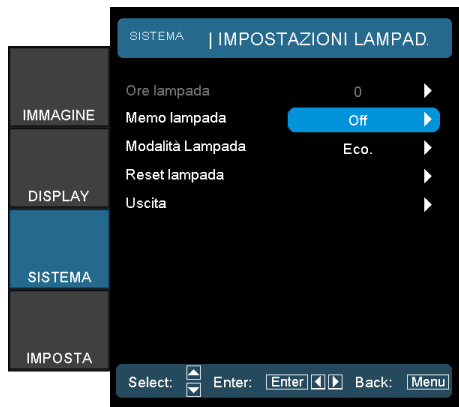 SISTEMA | IMPOSTAZIONI LAMPAD.
IMMAGINE
DISPLAY
SISTEMA
IMPOSTA
Ore lampada 0
Memo lampada Off
Modalità Lampada Eco.
Reset lampada
Uscita
Select: Enter: Enter Back: Menu